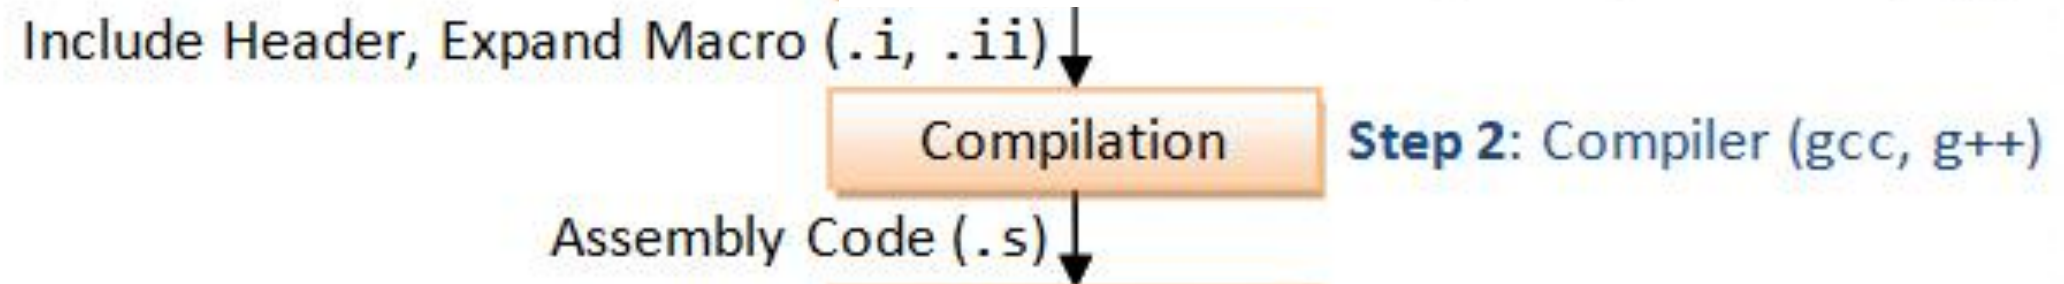 Include Header, Expand Macro (.i, .ii)
Compilation
Step 2: Compiler (gcc, g++)
Assembly Code (.s)